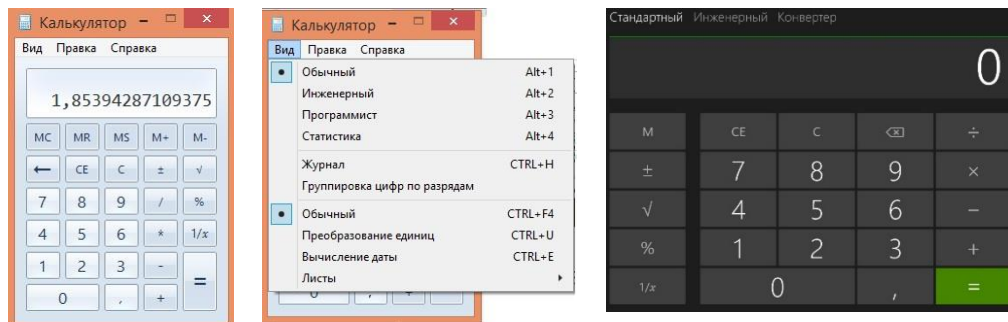 Калькулятор
Вид Правка Справка
1,85394287109375
MC MR MS M+ M-
← CE C ± √
7 8 9 / %
4 5 6 * 1/x
1 2 3 - =
0 , +
Калькулятор
Вид Правка Справка
Обычный Alt+1
Инженерный Alt+2
Программист Alt+3
Статистика Alt+4
Журнал CTRL+H
Группировка цифр по разрядам
Обычный CTRL+F4
Преобразование единиц CTRL+U
Вычисление даты CTRL+E
Листы
Стандартный Инженерный Конвертер
0
M CE C ÷
± 7 8 9 ×
√ 4 5 6 −
% 1 2 3 +
1/x 0 , =